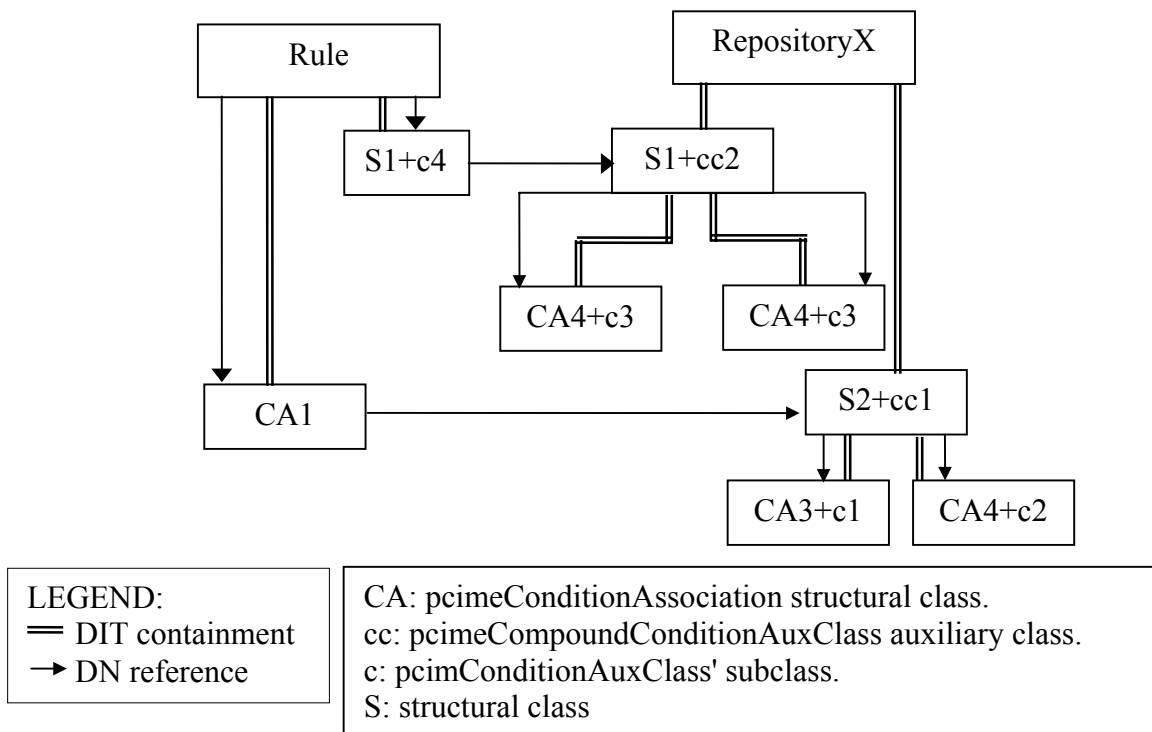 Rule
RepositoryX
S1+c4
S1+cc2
CA4+c3
CA4+c3
CA1
S2+cc1
CA3+c1
CA4+c2
LEGEND:
DIT containment
DN reference
CA: pcimeConditionAssociation structural class.
cc: pcimeCompoundConditionAuxClass auxiliary class.
c: pcimConditionAuxClass' subclass.
S: structural class